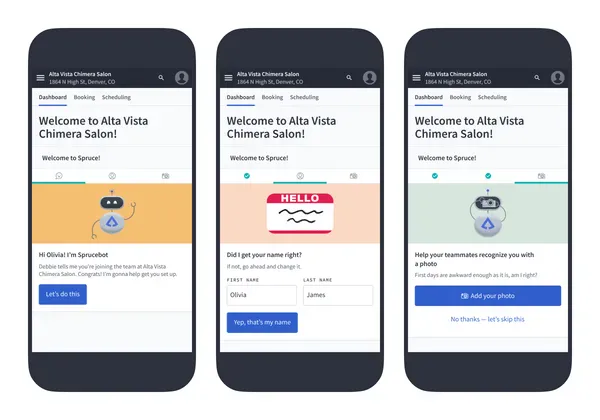 Alta Vista Chimera Salon
1864 N High St, Denver, CO
Dashboard Booking Scheduling
Welcome to Alta Vista
Chimera Salon!
Welcome to Spruce!
Hi Olivia! I'm Sprucebot
Debbie tells me you're joining the team at Alta Vista
Chimera Salon. Congrats! I'm gonna help get you set up.
Let's do this
Alta Vista Chimera Salon
1864 N High St, Denver, CO
Dashboard Booking Scheduling
Welcome to Alta Vista
Chimera Salon!
Welcome to Spruce!
HELLO
Did I get your name right?
If not, go ahead and change it.
FIRST NAME LAST NAME
Olivia James
Yep, that's my name
Alta Vista Chimera Salon
1864 N High St, Denver, CO
Dashboard Booking Scheduling
Welcome to Alta Vista
Chimera Salon!
Welcome to Spruce!
Help your teammates recognize you with
a photo
First days are awkward enough as it is, am I right?
Add your photo
No thanks — let's skip this